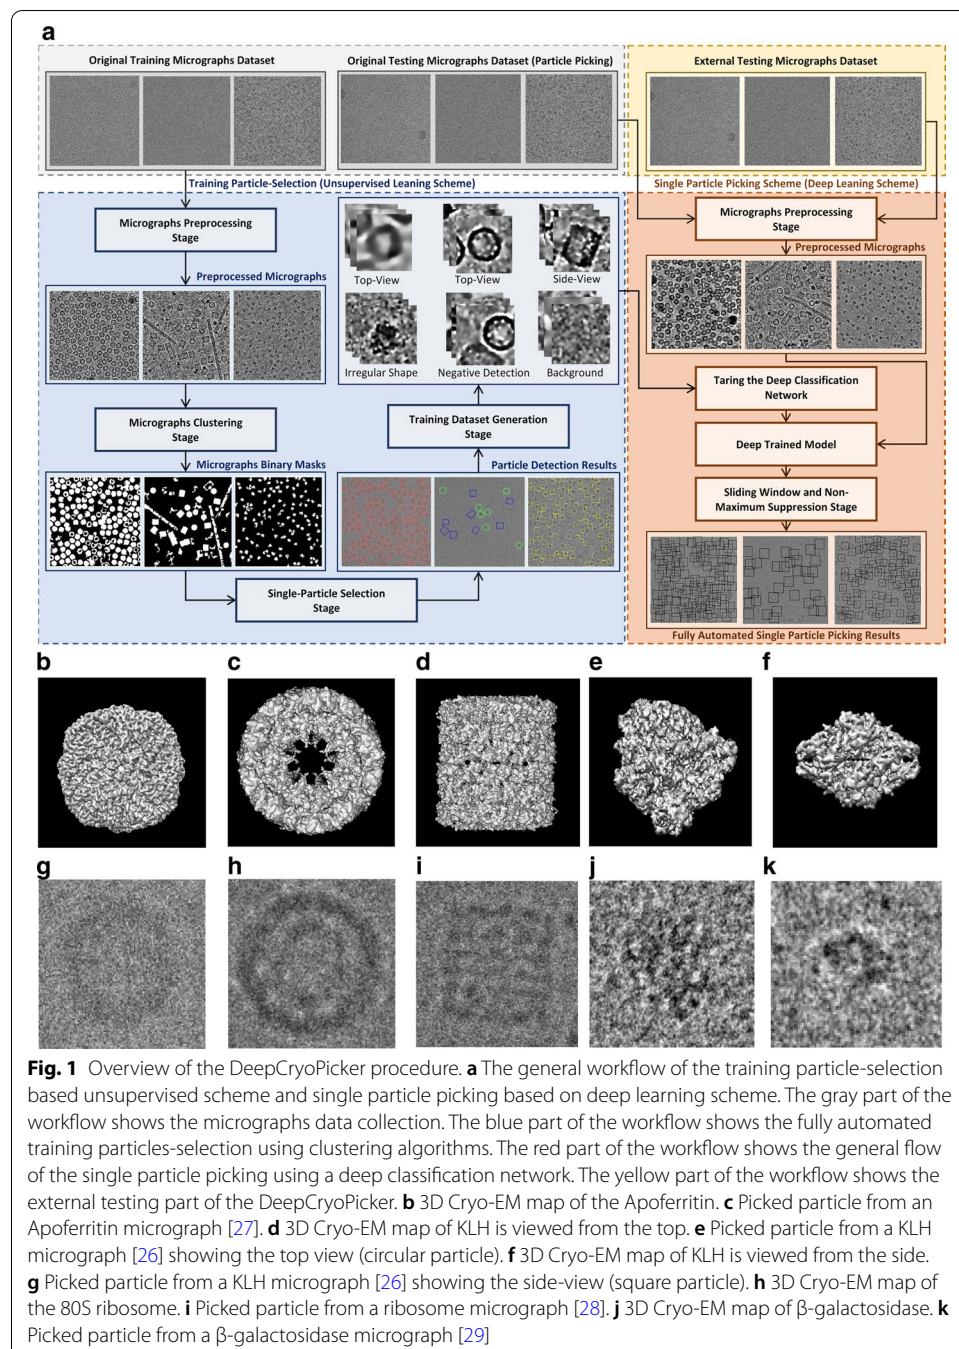 a
Original Training Micrographs Dataset
Original Testing Micrographs Dataset (Particle Picking)
External Testing Micrographs Dataset
Training Particle-Selection (Unsupervised Leaning Scheme)
Single Particle Picking Scheme (Deep Leaning Scheme)
Micrographs Preprocessing
Stage
Preprocessed Micrographs
Micrographs Clustering
Stage
Micrographs Binary Masks
Single-Particle Selection
Stage
Top-View
Top-View
Side-View
Irregular Shape
Negative Detection
Background
Training Dataset Generation
Stage
Particle Detection Results
Micrographs Preprocessing
Stage
Preprocessed Micrographs
Taring the Deep Classification
Network
Deep Trained Model
Sliding Window and Non-
Maximum Suppression Stage
Fully Automated Single Particle Picking Results
b
c
d
e
f
g
h
i
j
k
Fig. 1 Overview of the DeepCryoPicker procedure. a The general workflow of the training particle-selection
based unsupervised scheme and single particle picking based on deep learning scheme. The gray part of the
workflow shows the micrographs data collection. The blue part of the workflow shows the fully automated
training particles-selection using clustering algorithms. The red part of the workflow shows the general flow
of the single particle picking using a deep classification network. The yellow part of the workflow shows the
external testing part of the DeepCryoPicker. b 3D Cryo-EM map of the Apoferritin. c Picked particle from an
Apoferritin micrograph [27]. d 3D Cryo-EM map of KLH is viewed from the top. e Picked particle from a KLH
micrograph [26] showing the top view (circular particle). f 3D Cryo-EM map of KLH is viewed from the side.
g Picked particle from a KLH micrograph [26] showing the side-view (square particle). h 3D Cryo-EM map of
the 80S ribosome. i Picked particle from a ribosome micrograph [28]. j 3D Cryo-EM map of β-galactosidase. k
Picked particle from a β-galactosidase micrograph [29]